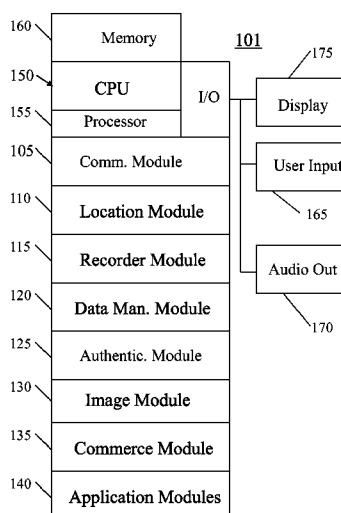 160
Memory
101
150
CPU
I/O
175
Display
155
Processor
105
Comm. Module
User Input
165
110
Location Module
115
Recorder Module
Audio Out
170
120
Data Man. Module
125
Authentic. Module
130
Image Module
135
Commerce Module
140
Application Modules